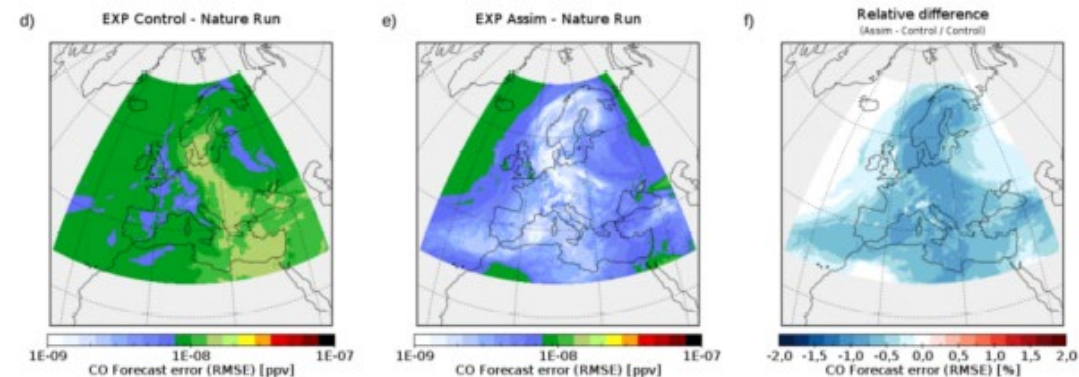 d) EXP Control - Nature Run
e) EXP Assim - Nature Run
f) Relative difference
(Assim - Control / Control)
1E-09 1E-08 1E-07
CO Forecast error (RMSE) [ppv]
1E-09 1E-08 1E-07
CO Forecast error (RMSE) [ppv]
-2,0 -1,5 -1,0 -0,5 0,0 0,5 1,0 1,5 2,0
CO Forecast error (RMSE) [%]